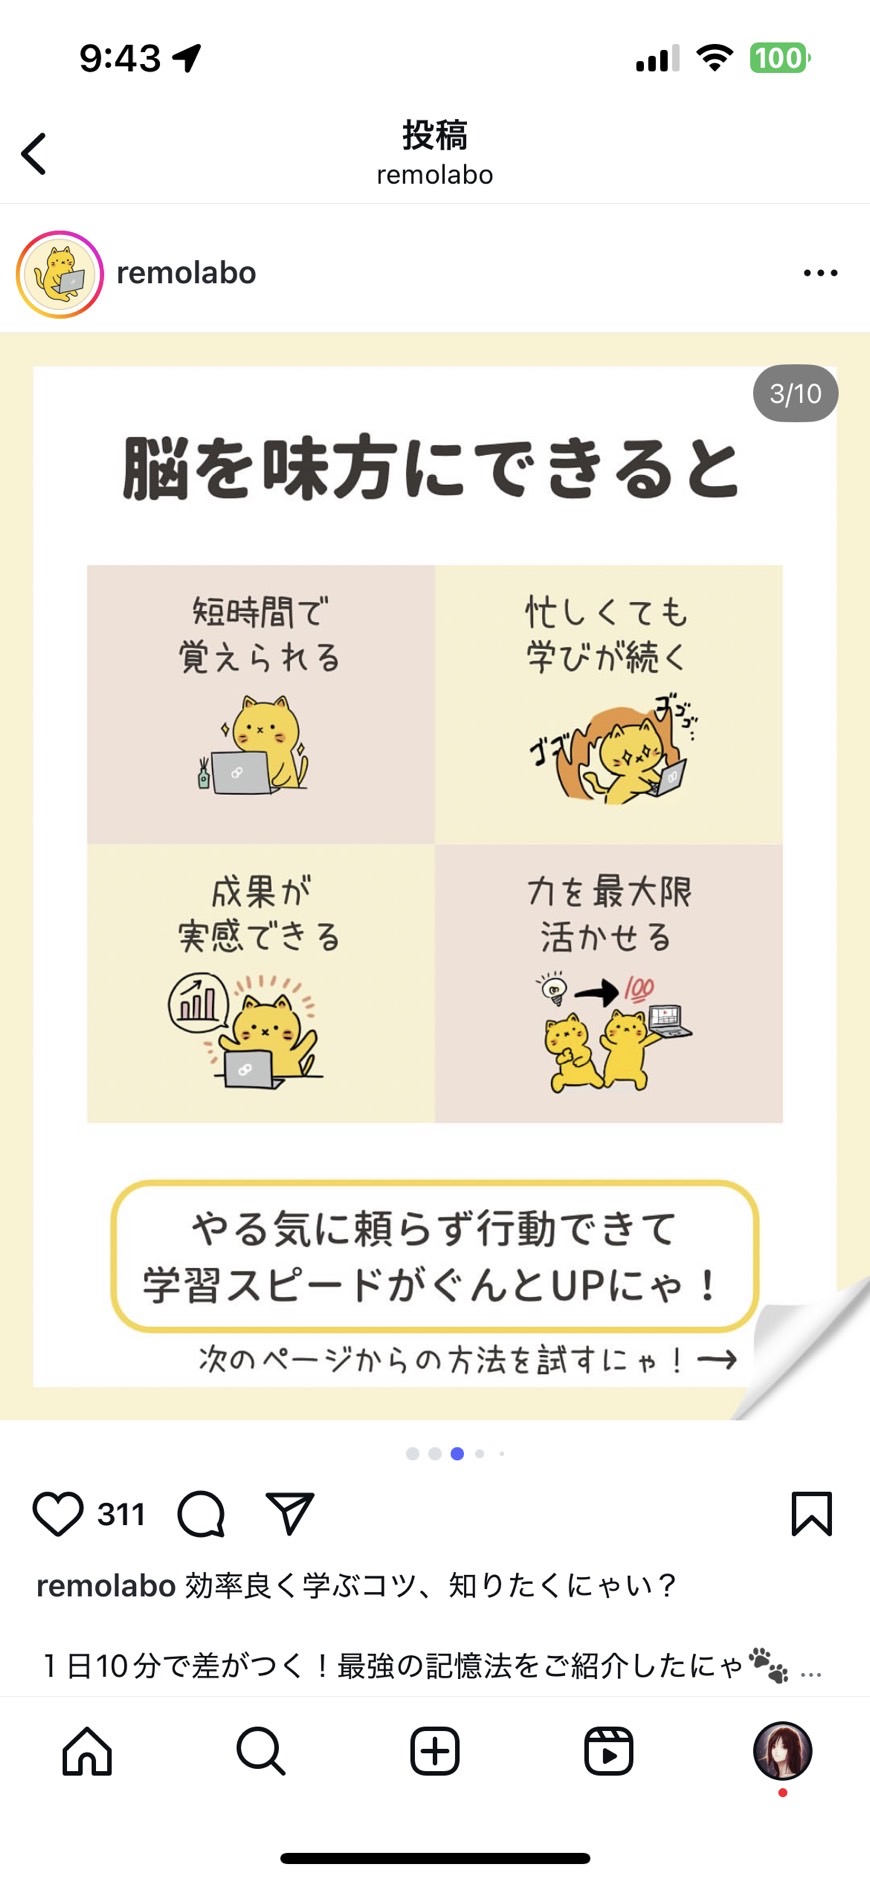 9:43
100
投稿
remolabo
remolabo
3/10
脳を味方にできると
短時間で
覚えられる
忙しくても
学びが続く
ゴゴゴ
ゴゴ
成果が
実感できる
力を最大限
活かせる
100
やる気に頼らず行動できて
学習スピードがぐんとUPにゃ！
次のページからの方法を試すにゃ！→
311
remolabo 効率良く学ぶコツ、知りたくにゃい？
１日10分で差がつく！最強の記憶法をご紹介したにゃ🐾 ...